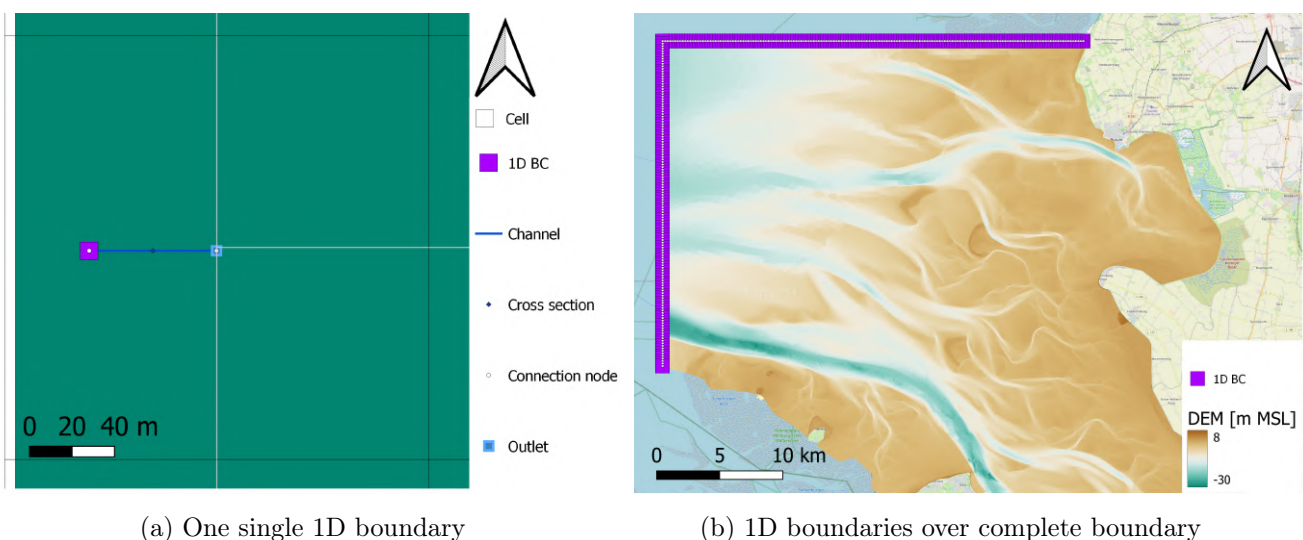 Cell
1D BC
Channel
Cross section
Connection node
Outlet
0 20 40 m
(a) One single 1D boundary
0 5 10 km
1D BC
DEM [m MSL]
8
-30
(b) 1D boundaries over complete boundary